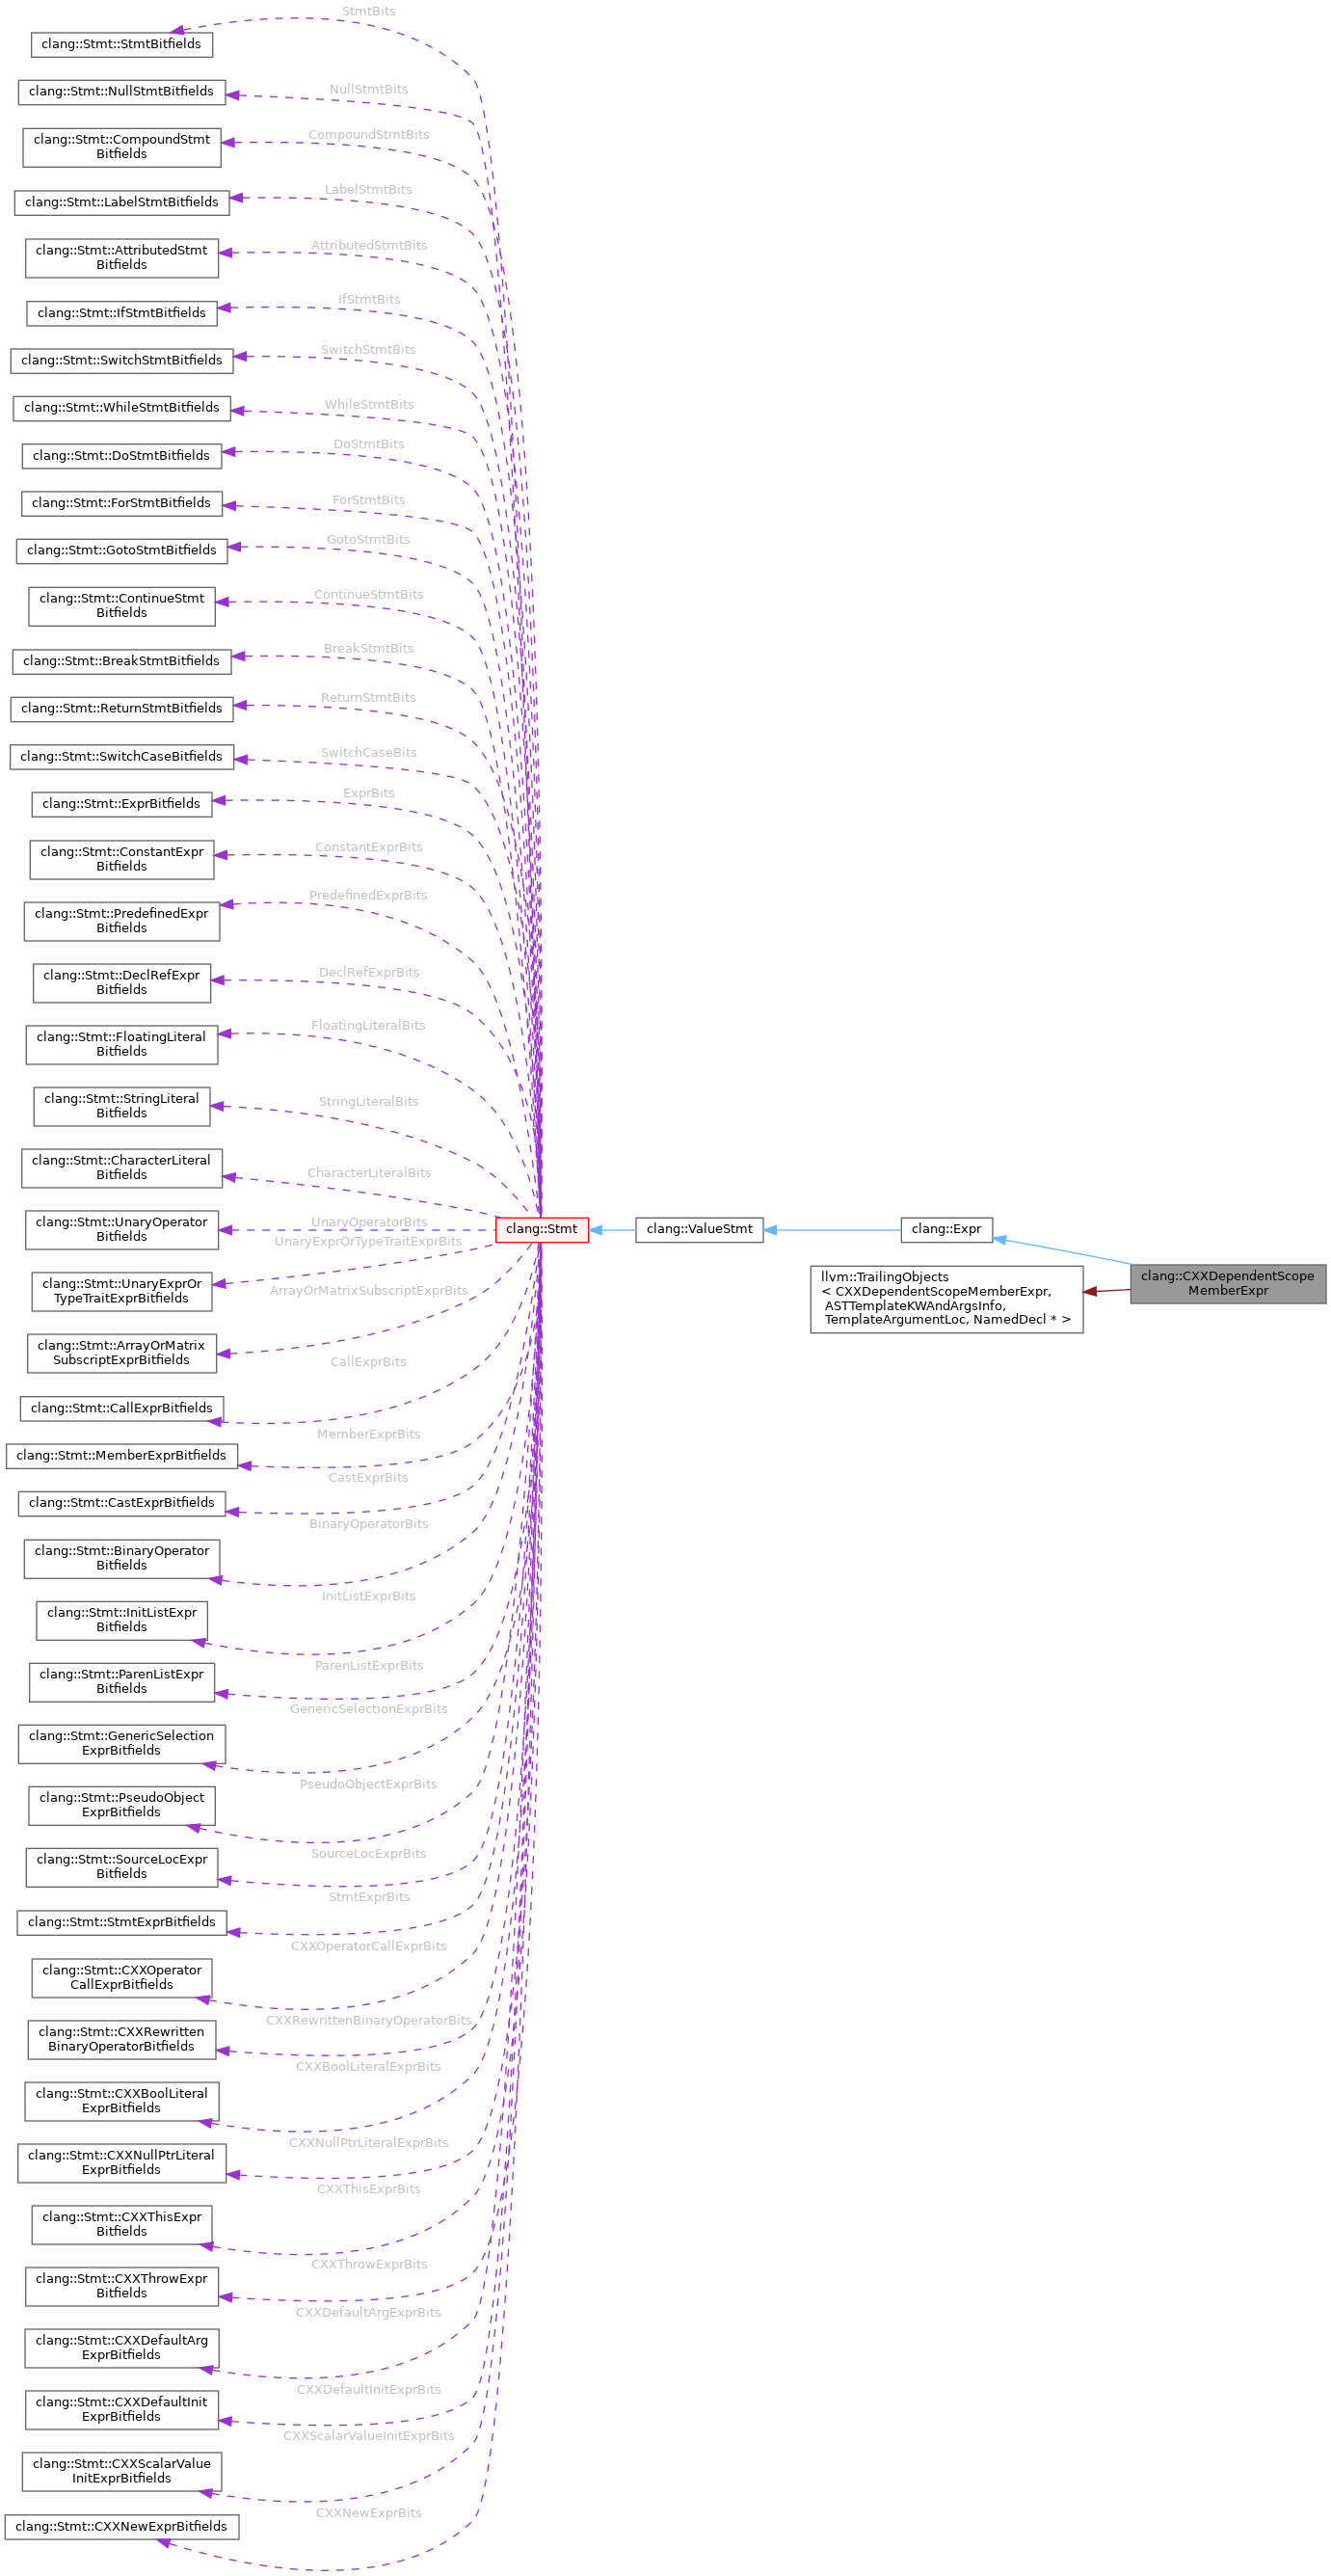 StmtBits
clang::Stmt::StmtBitfields
NullStmtBits
clang::Stmt::NullStmtBitfields
CompoundStmtBits
clang::Stmt::CompoundStmt
Bitfields
LabelStmtBits
clang::Stmt::LabelStmtBitfields
AttributedStmtBits
clang::Stmt::AttributedStmt
Bitfields
IfStmtBits
clang::Stmt::IfStmtBitfields
SwitchStmtBits
clang::Stmt::SwitchStmtBitfields
WhileStmtBits
clang::Stmt::WhileStmtBitfields
DoStmtBits
clang::Stmt::DoStmtBitfields
ForStmtBits
clang::Stmt::ForStmtBitfields
GotoStmtBits
clang::Stmt::GotoStmtBitfields
ContinueStmtBits
clang::Stmt::ContinueStmt
Bitfields
BreakStmtBits
clang::Stmt::BreakStmtBitfields
ReturnStmtBits
clang::Stmt::ReturnStmtBitfields
SwitchCaseBits
clang::Stmt::SwitchCaseBitfields
ExprBits
clang::Stmt::ExprBitfields
ConstantExprBits
clang::Stmt::ConstantExpr
Bitfields
PredefinedExprBits
clang::Stmt::PredefinedExpr
Bitfields
DeclRefExprBits
clang::Stmt::DeclRefExpr
Bitfields
FloatingLiteralBits
clang::Stmt::FloatingLiteral
Bitfields
StringLiteralBits
clang::Stmt::StringLiteral
Bitfields
CharacterLiteralBits
clang::Stmt::CharacterLiteral
Bitfields
UnaryOperatorBits
clang::Stmt::UnaryOperator
Bitfields
clang::Stmt
clang::ValueStmt
clang::Expr
UnaryExprOrTypeTraitExprBits
clang::Stmt::UnaryExprOr
TypeTraitExprBitfields
llvm::TrailingObjects
< CXXDependentScopeMemberExpr,
ASTTemplateKWAndArgsInfo,
TemplateArgumentLoc, NamedDecl * >
clang::CXXDependentScope
MemberExpr
ArrayOrMatrixSubscriptExprBits
clang::Stmt::ArrayOrMatrix
SubscriptExprBitfields
CallExprBits
clang::Stmt::CallExprBitfields
MemberExprBits
clang::Stmt::MemberExprBitfields
CastExprBits
clang::Stmt::CastExprBitfields
BinaryOperatorBits
clang::Stmt::BinaryOperator
Bitfields
InitListExprBits
clang::Stmt::InitListExpr
Bitfields
ParenListExprBits
clang::Stmt::ParenListExpr
Bitfields
GenericSelectionExprBits
clang::Stmt::GenericSelection
ExprBitfields
PseudoObjectExprBits
clang::Stmt::PseudoObject
ExprBitfields
SourceLocExprBits
clang::Stmt::SourceLocExpr
Bitfields
StmtExprBits
clang::Stmt::StmtExprBitfields
CXXOperatorCallExprBits
clang::Stmt::CXXOperator
CallExprBitfields
CXXRewrittenBinaryOperatorBits
clang::Stmt::CXXRewritten
BinaryOperatorBitfields
CXXBoolLiteralExprBits
clang::Stmt::CXXBoolLiteral
ExprBitfields
CXXNullPtrLiteralExprBits
clang::Stmt::CXXNullPtrLiteral
ExprBitfields
CXXThisExprBits
clang::Stmt::CXXThisExpr
Bitfields
CXXThrowExprBits
clang::Stmt::CXXThrowExpr
Bitfields
CXXDefaultArgExprBits
clang::Stmt::CXXDefaultArg
ExprBitfields
CXXDefaultInitExprBits
clang::Stmt::CXXDefaultInit
ExprBitfields
CXXScalarValueInitExprBits
clang::Stmt::CXXScalarValue
InitExprBitfields
CXXNewExprBits
clang::Stmt::CXXNewExprBitfields